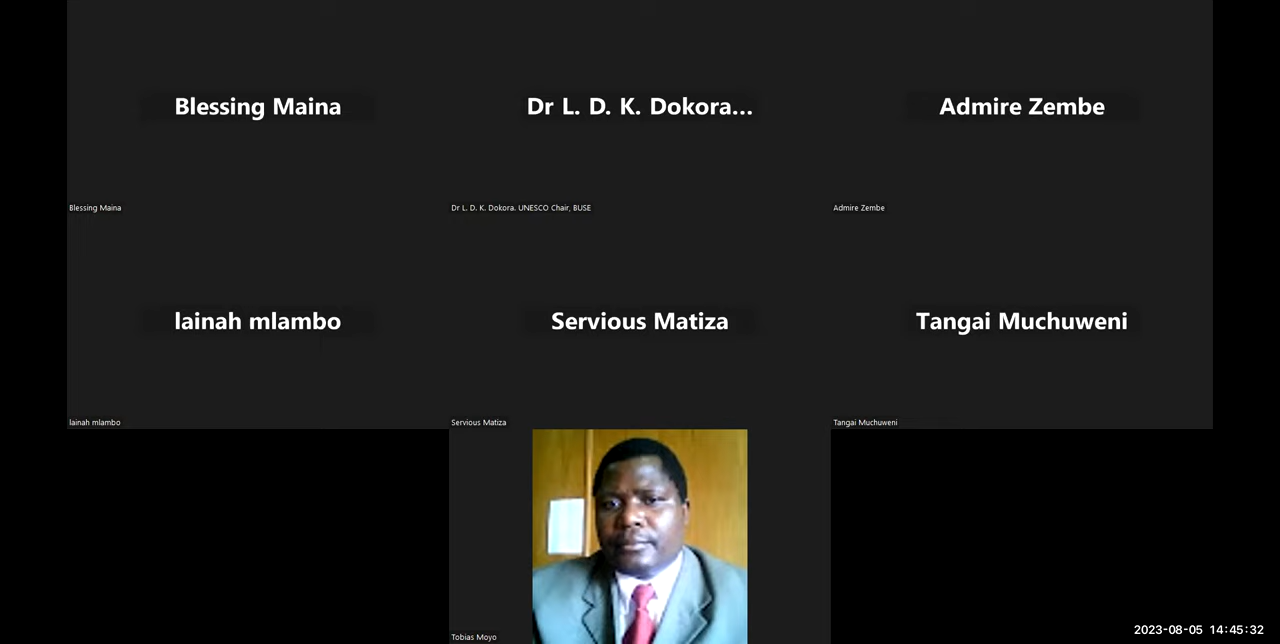 Blessing Maina
Dr L. D. K. Dokora...
Admire Zembe
Blessing Maina
Dr L. D. K. Dokora. UNESCO Chair, BUSE
Admire Zembe
lainah mlambo
Servious Matiza
Tangai Muchuweni
lainah mlambo
Servious Matiza
Tangai Muchuweni
Tobias Moyo
2023-08-05 14:45:32